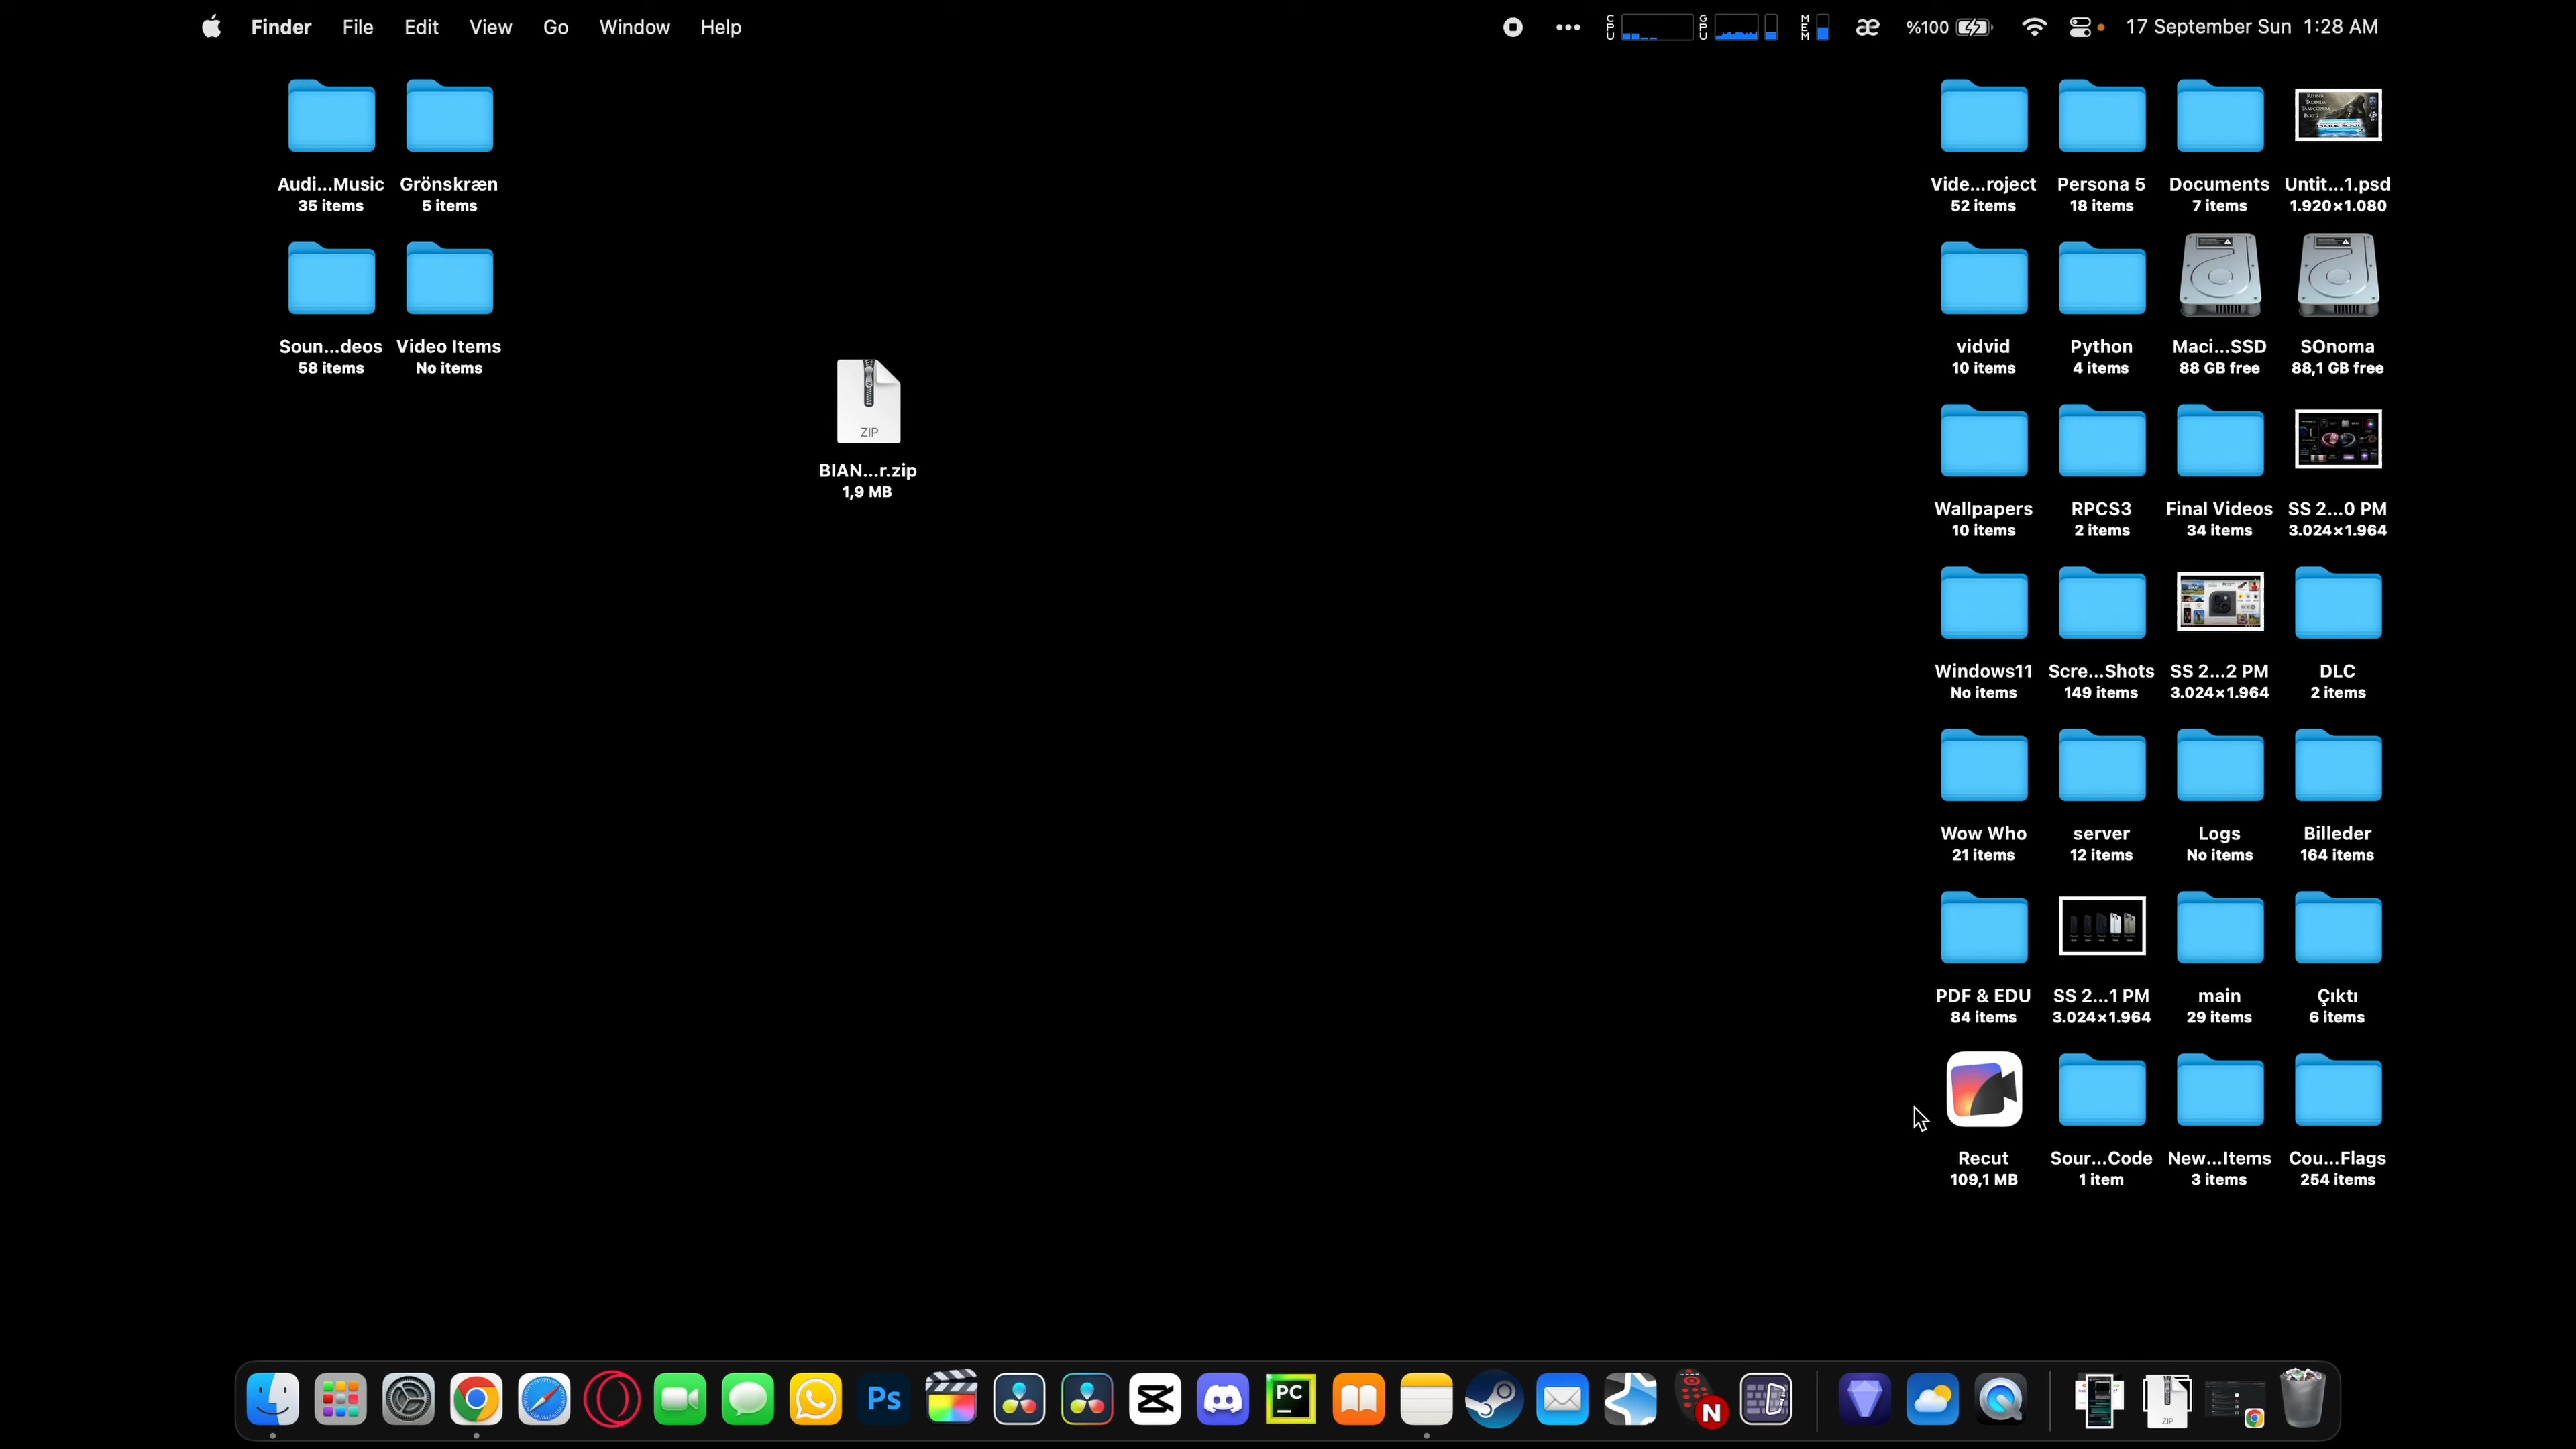 Finder File Edit View Go Window Help
CPU GPU MEM æ %100 17 September Sun 1:28 AM
Audi...Music Grönskræn
35 items 5 items
Soun...deos Video Items
58 items No items
ZIP
BIAN...r.zip
1,9 MB
Vide...roject Persona 5 Documents Untit...1.psd
52 items 18 items 7 items 1.920×1.080
vidvid Python Maci...SSD SOnoma
10 items 4 items 88 GB free 88,1 GB free
Wallpapers RPCS3 Final Videos SS 2...0 PM
10 items 2 items 34 items 3.024×1.964
Windows11 Scre...Shots SS 2...2 PM DLC
No items 149 items 3.024×1.964 2 items
Wow Who server Logs Billeder
21 items 12 items No items 164 items
PDF & EDU SS 2...1 PM main Çıktı
84 items 3.024×1.964 29 items 6 items
Recut Sour...Code New...Items Cou...Flags
109,1 MB 1 item 3 items 254 items
Ps PC N ZIP